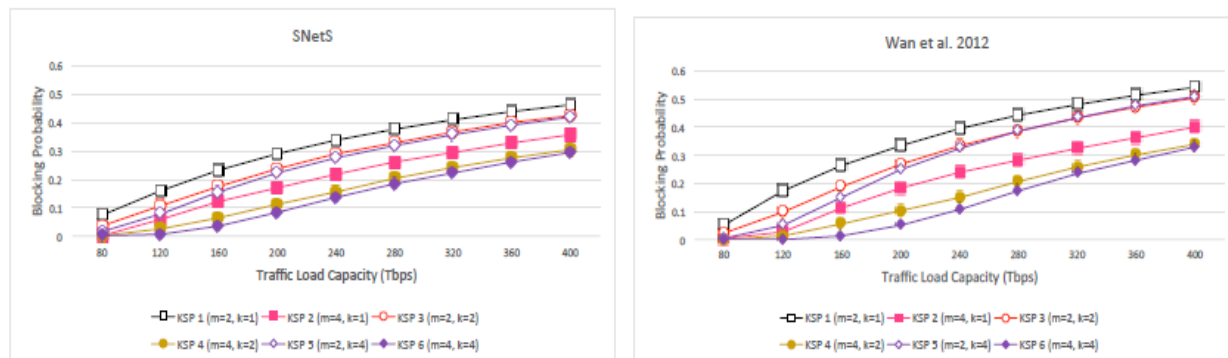 SNetS
0.6
0.5
0.4
0.3
0.2
0.1
0
Blocking Probability
80 120 160 200 240 280 320 360 400
Traffic Load Capacity (Tbps)
KSP 1 (m=2, k=1) KSP 2 (m=4, k=1) KSP 3 (m=2, k=2)
KSP 4 (m=4, k=2) KSP 5 (m=2, k=4) KSP 6 (m=4, k=4)
Wan et al. 2012
0.6
0.5
0.4
0.3
0.2
0.1
0
Blocking Probability
80 120 160 200 240 280 320 360 400
Traffic Load Capacity (Tbps)
KSP 1 (m=2, k=1) KSP 2 (m=4, k=1) KSP 3 (m=2, k=2)
KSP 4 (m=4, k=2) KSP 5 (m=2, k=4) KSP 6 (m=4, k=4)